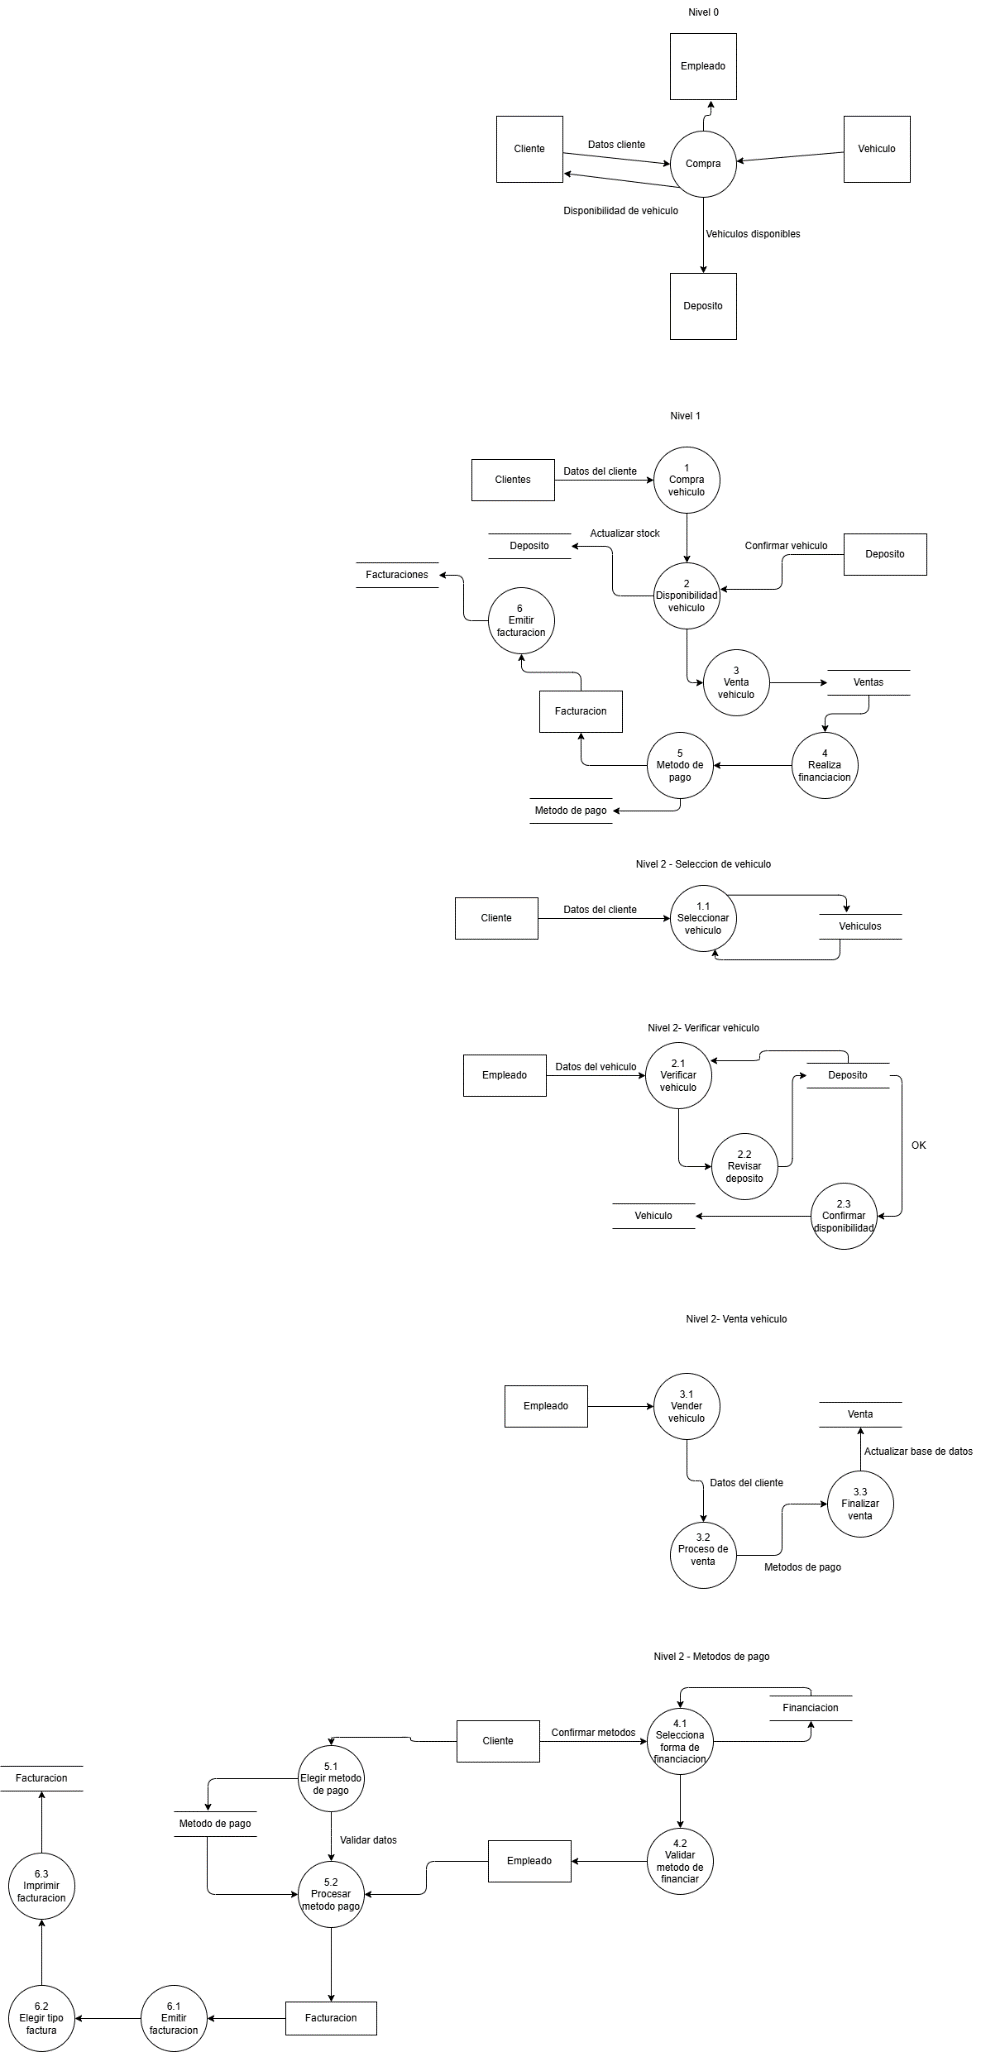 Nivel 0
Empleado
Cliente
Datos cliente
Compra
Vehiculo
Disponibilidad de vehiculo
Vehiculos disponibles
Deposito
Nivel 1
Clientes
Datos del cliente
1
Compra
vehiculo
Deposito
Actualizar stock
Confirmar vehiculo
Deposito
Facturaciones
2
Disponibilidad
vehiculo
6
Emitir
facturacion
3
Venta
vehiculo
Ventas
Facturacion
5
Metodo de
pago
4
Realiza
financiacion
Metodo de pago
Nivel 2 - Seleccion de vehiculo
Cliente
Datos del cliente
1.1
Seleccionar
vehiculo
Vehiculos
Nivel 2- Verificar vehiculo
Empleado
Datos del vehiculo
2.1
Verificar
vehiculo
Deposito
OK
2.2
Revisar
deposito
Vehiculo
2.3
Confirmar
disponibilidad
Nivel 2- Venta vehiculo
Empleado
3.1
Vender
vehiculo
Venta
Actualizar base de datos
Datos del cliente
3.3
Finalizar
venta
3.2
Proceso de
venta
Metodos de pago
Nivel 2 - Metodos de pago
Financiacion
Cliente
Confirmar metodos
4.1
Selecciona
forma de
financiacion
Facturacion
5.1
Elegir metodo
de pago
Metodo de pago
Validar datos
Empleado
4.2
Validar
metodo de
financiar
6.3
Imprimir
facturacion
5.2
Procesar
metodo pago
6.2
Elegir tipo
factura
6.1
Emitir
facturacion
Facturacion